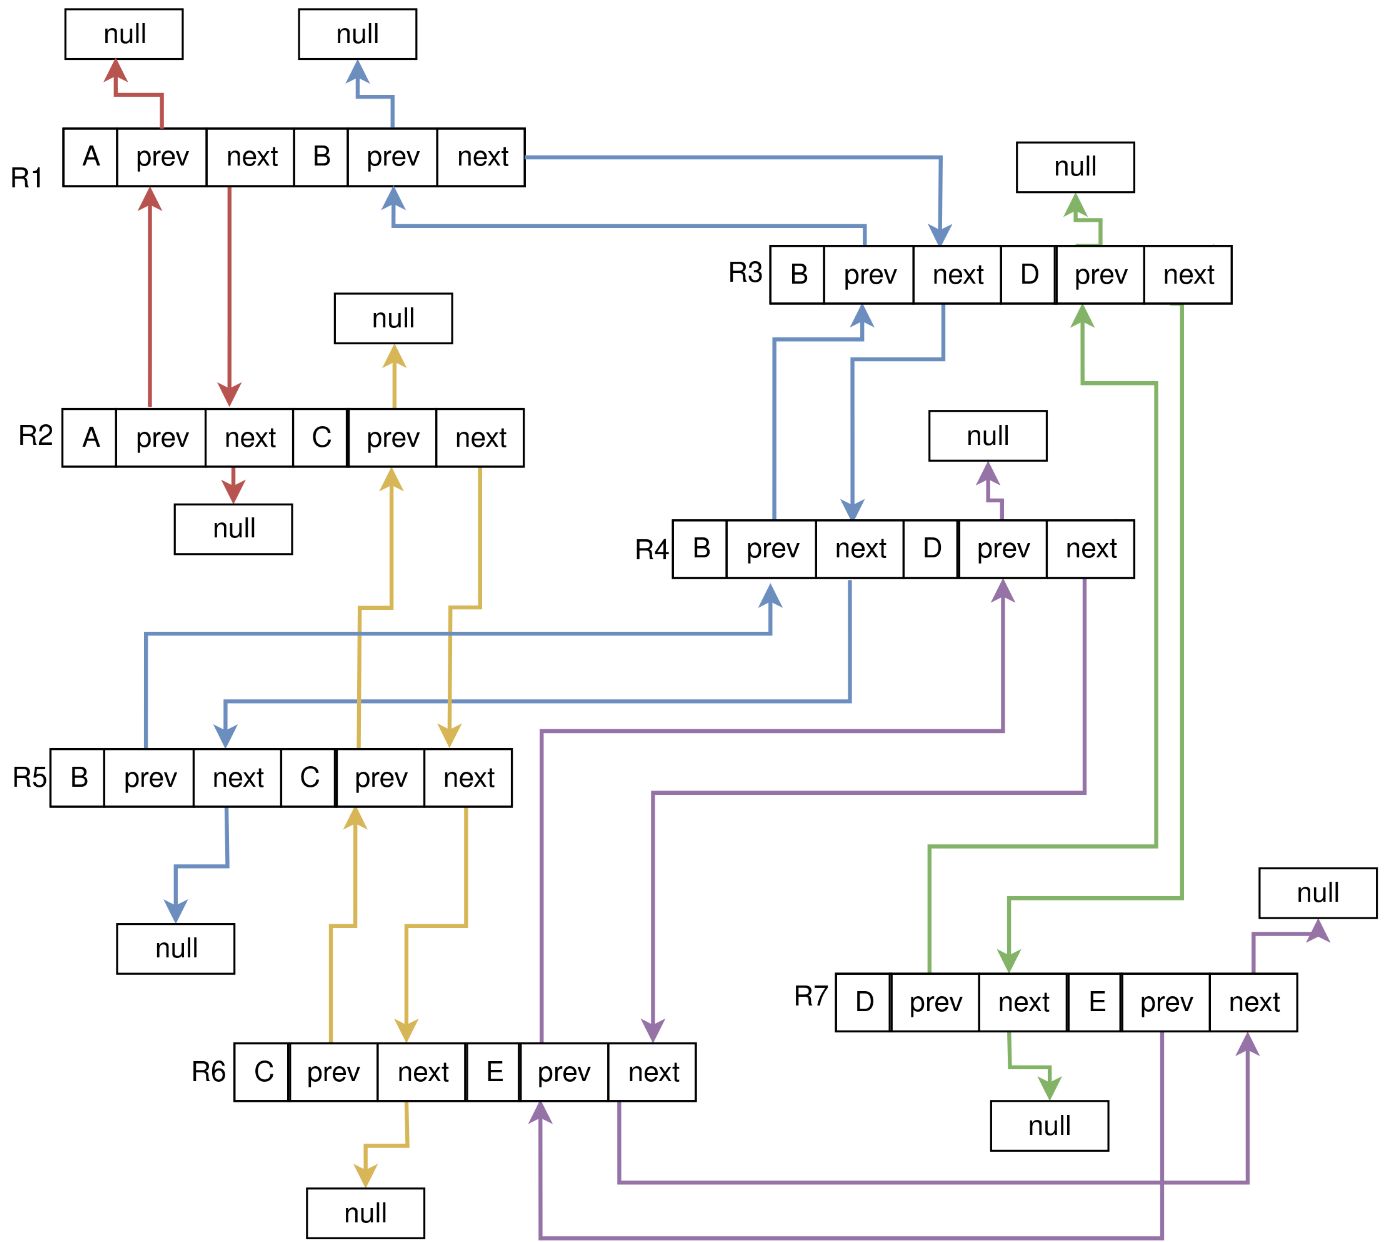 null null
R1 A prev next B prev next
null
R3 B prev next D prev next
null
R2 A prev next C prev next
null
null
R4 B prev next D prev next
R5 B prev next C prev next
null
null
R7 D prev next E prev next
R6 C prev next E prev next
null
null